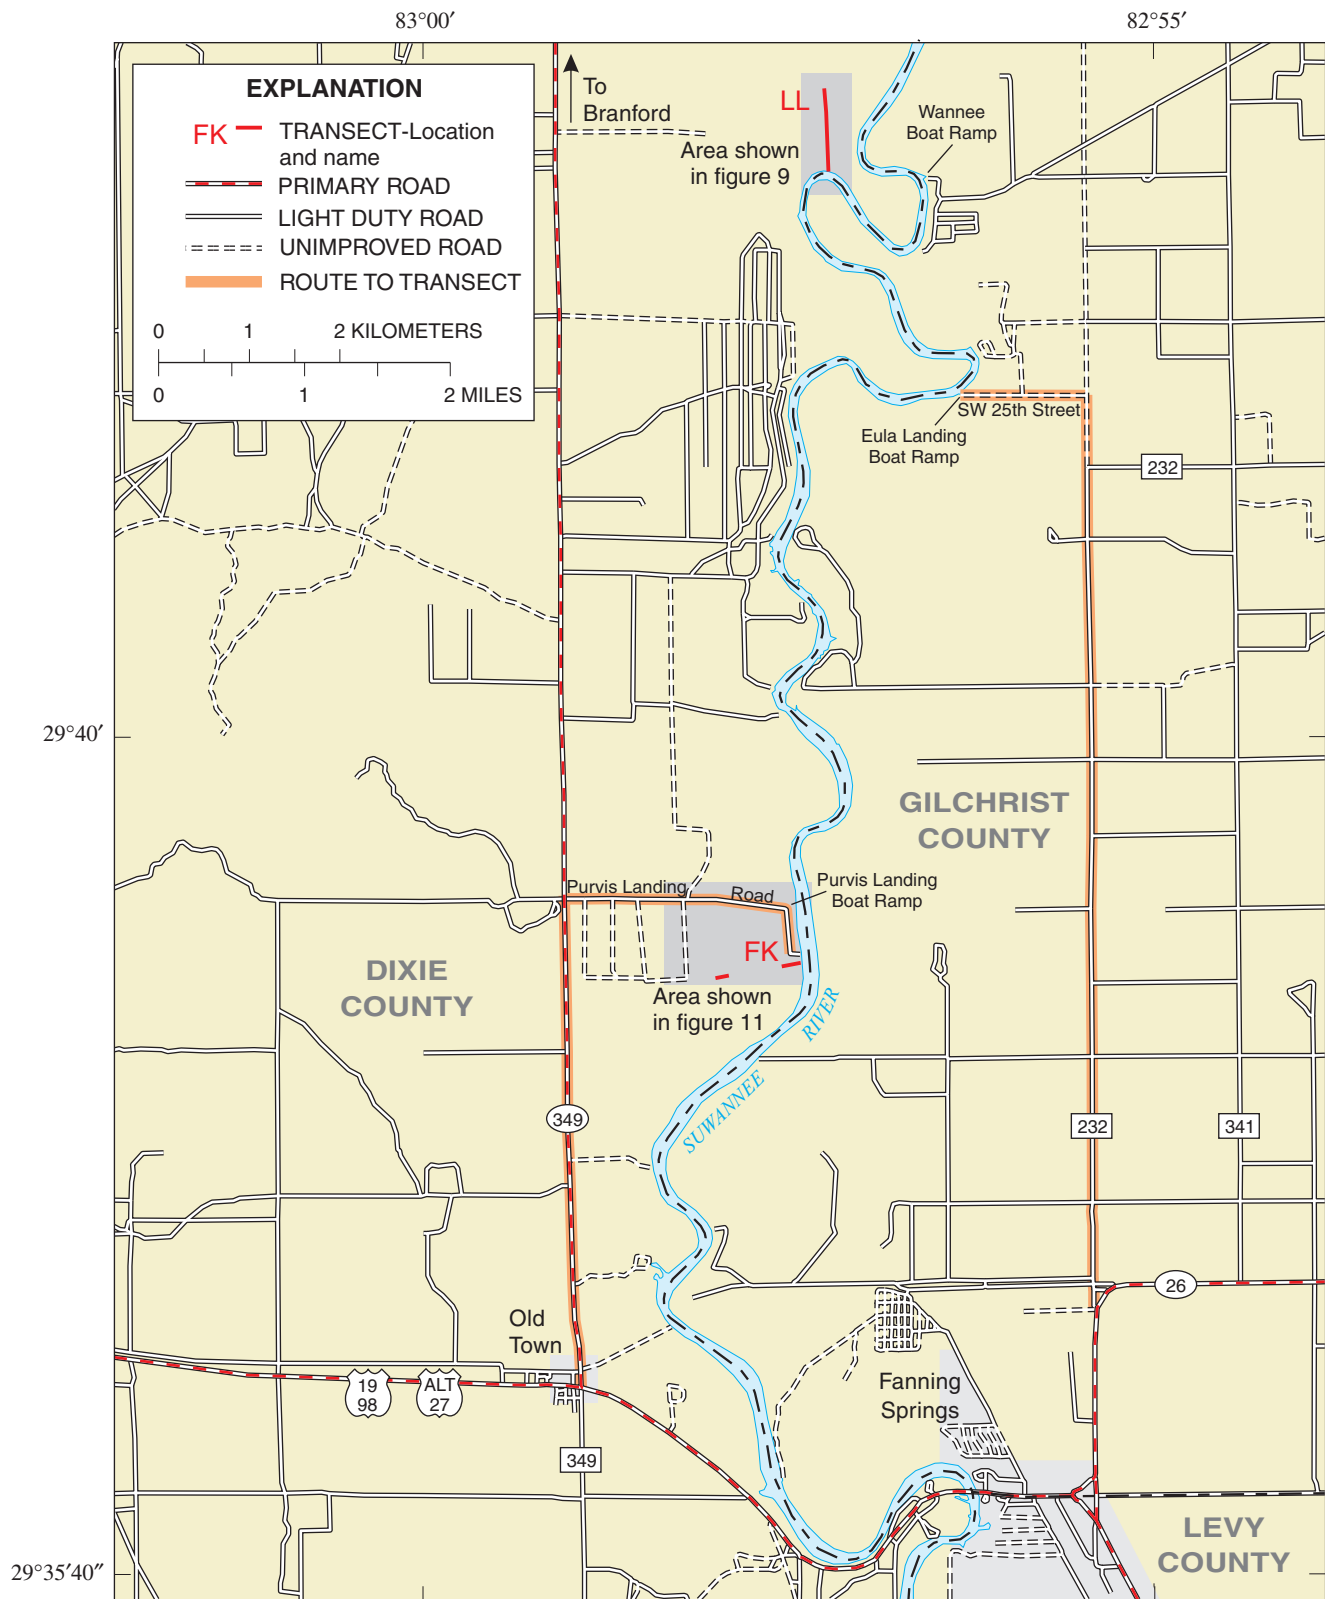 83°00′
82°55′
EXPLANATION
FK
TRANSECT-Location
and name
PRIMARY ROAD
LIGHT DUTY ROAD
UNIMPROVED ROAD
ROUTE TO TRANSECT
0 1 2 KILOMETERS
0 1 2 MILES
To
Branford
LL
Area shown
in figure 9
Wannee
Boat Ramp
SW 25th Street
Eula Landing
Boat Ramp
232
29°40′
GILCHRIST
COUNTY
Purvis Landing Road
Purvis Landing
Boat Ramp
FK
DIXIE
COUNTY
Area shown
in figure 11
SUWANNEE RIVER
349
232
341
26
Old
Town
19
98
ALT
27
Fanning
Springs
349
LEVY
COUNTY
29°35′40″